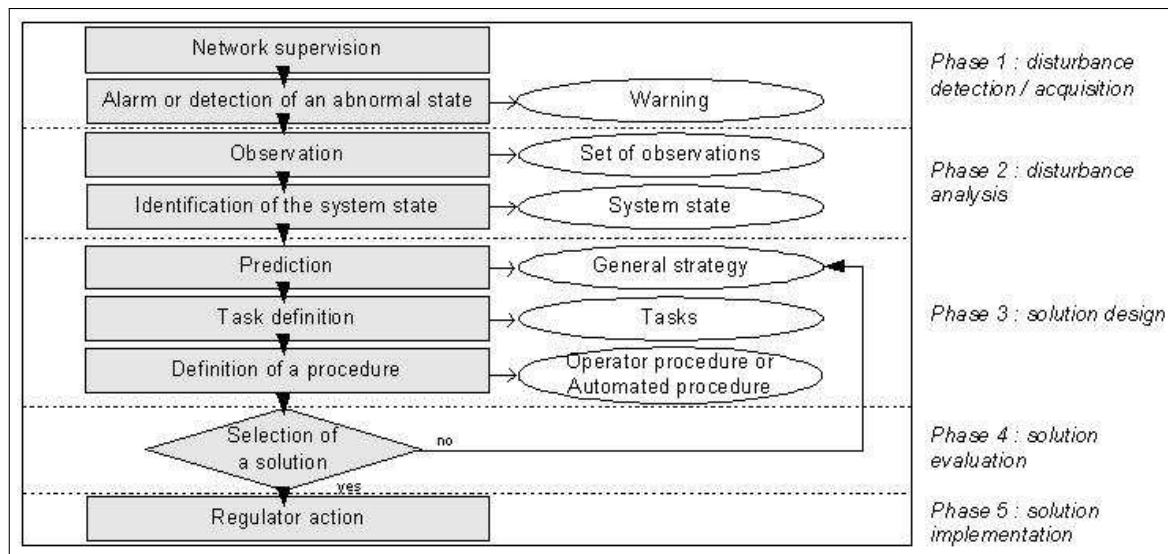 Network supervision
Alarm or detection of an abnormal state
Warning
Phase 1 : disturbance
detection / acquisition
Observation
Set of observations
Identification of the system state
System state
Phase 2 : disturbance
analysis
Prediction
General strategy
Task definition
Tasks
Definition of a procedure
Operator procedure or
Automated procedure
Phase 3 : solution design
Selection of
a solution
no
yes
Phase 4 : solution
evaluation
Regulator action
Phase 5 : solution
implementation